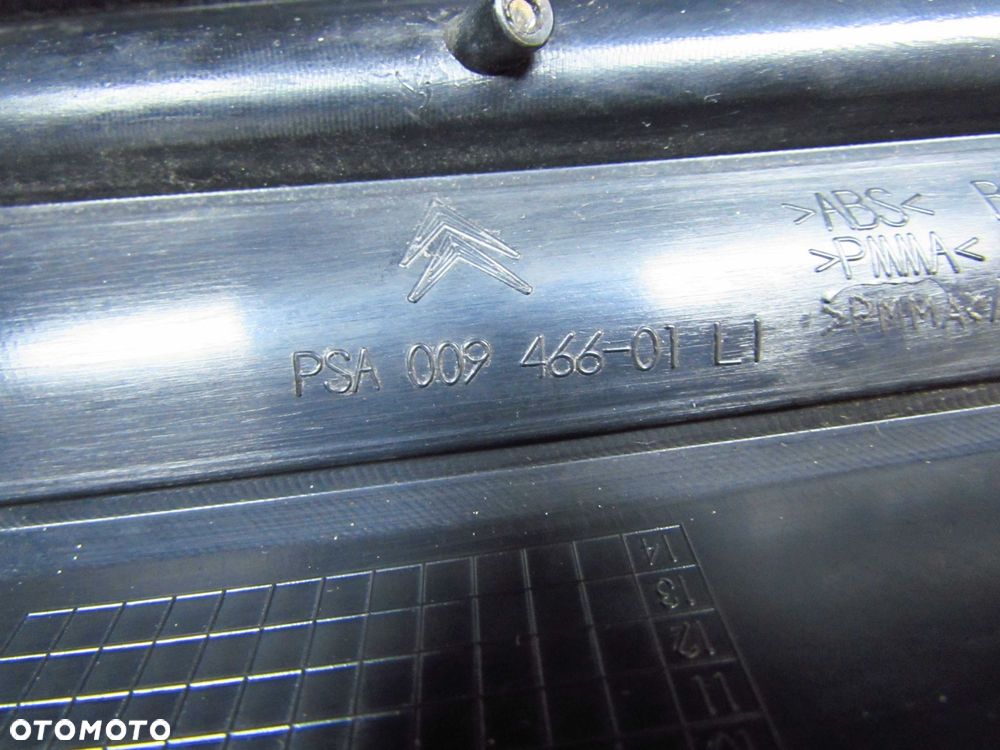 >ABS<
>PMMA<
PSA 009 466-01 LI
14
13
12
11
OTOMOTO